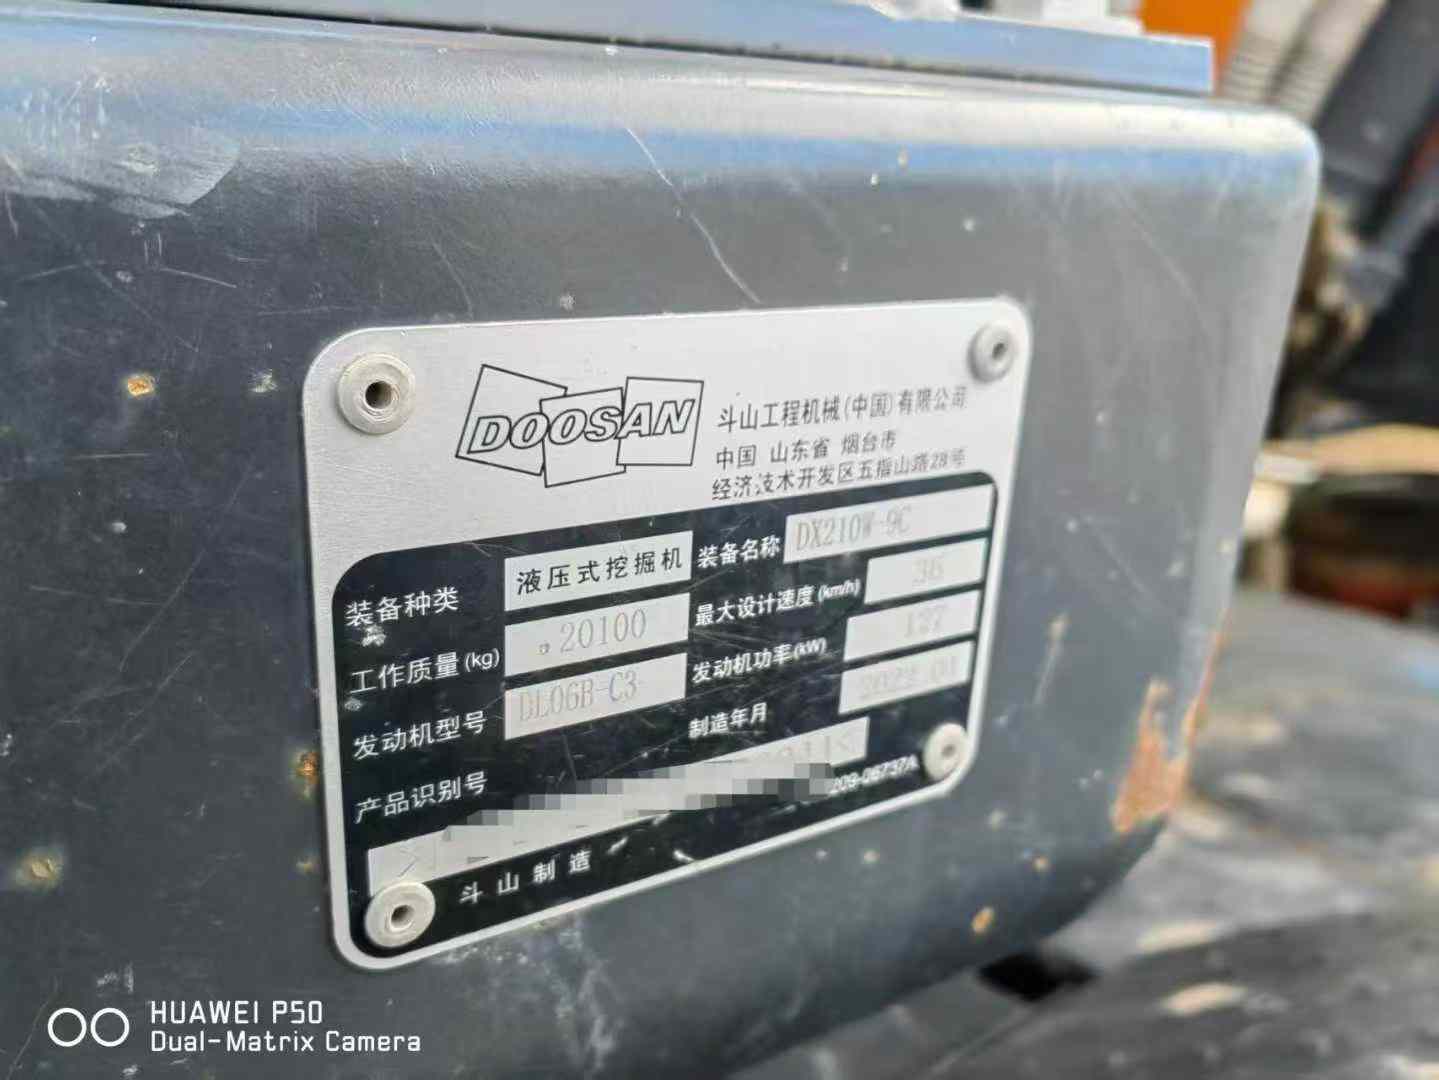 DOOSAN
斗山工程机械(中国)有限公司
中国 山东省 烟台市
经济技术开发区五指山路28号
装备种类 液压式挖掘机 装备名称 DX210W-9C
工作质量(kg) 20100 最大设计速度(km/h) 36
发动机型号 DL06B-C3 发动机功率(kW) 127
制造年月
产品识别号
209-06737A
斗山制造
HUAWEI P50
Dual-Matrix Camera